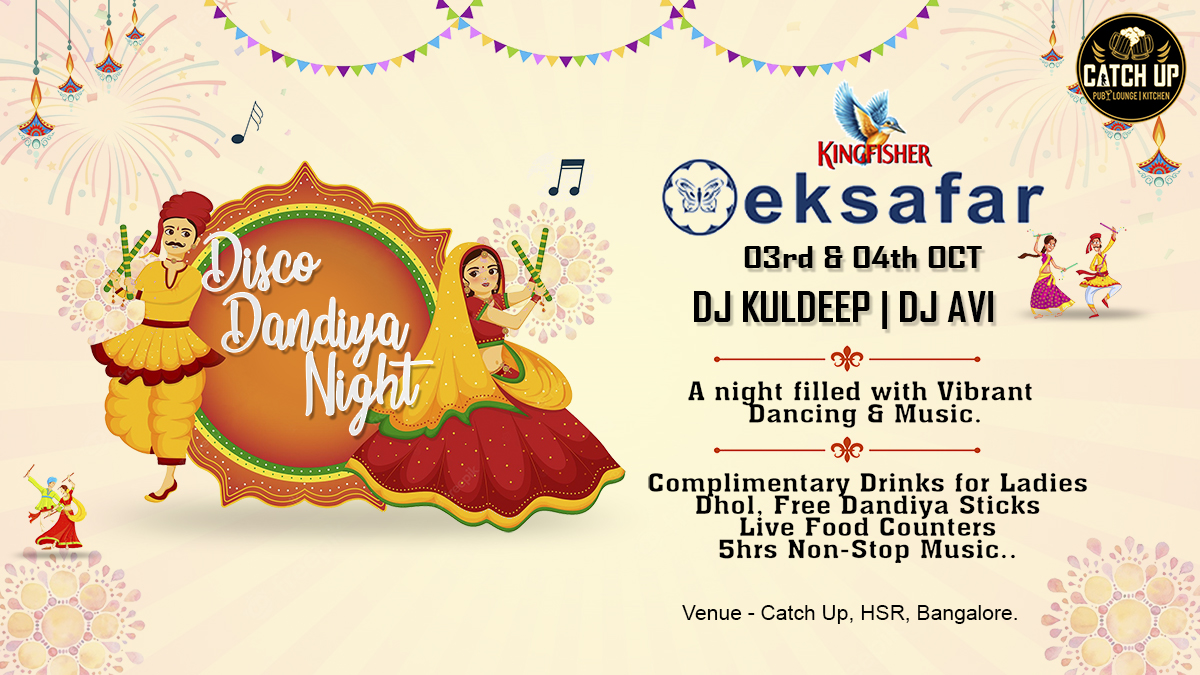 CATCH UP
PUB LOUNGE | KITCHEN
KINGFISHER
eksafar
03rd & 04th OCT
DJ KULDEEP | DJ AVI
Disco
Dandiya
Night
A night filled with Vibrant
Dancing & Music.
Complimentary Drinks for Ladies
Dhol, Free Dandiya Sticks
Live Food Counters
5hrs Non-Stop Music..
Venue - Catch Up, HSR, Bangalore.